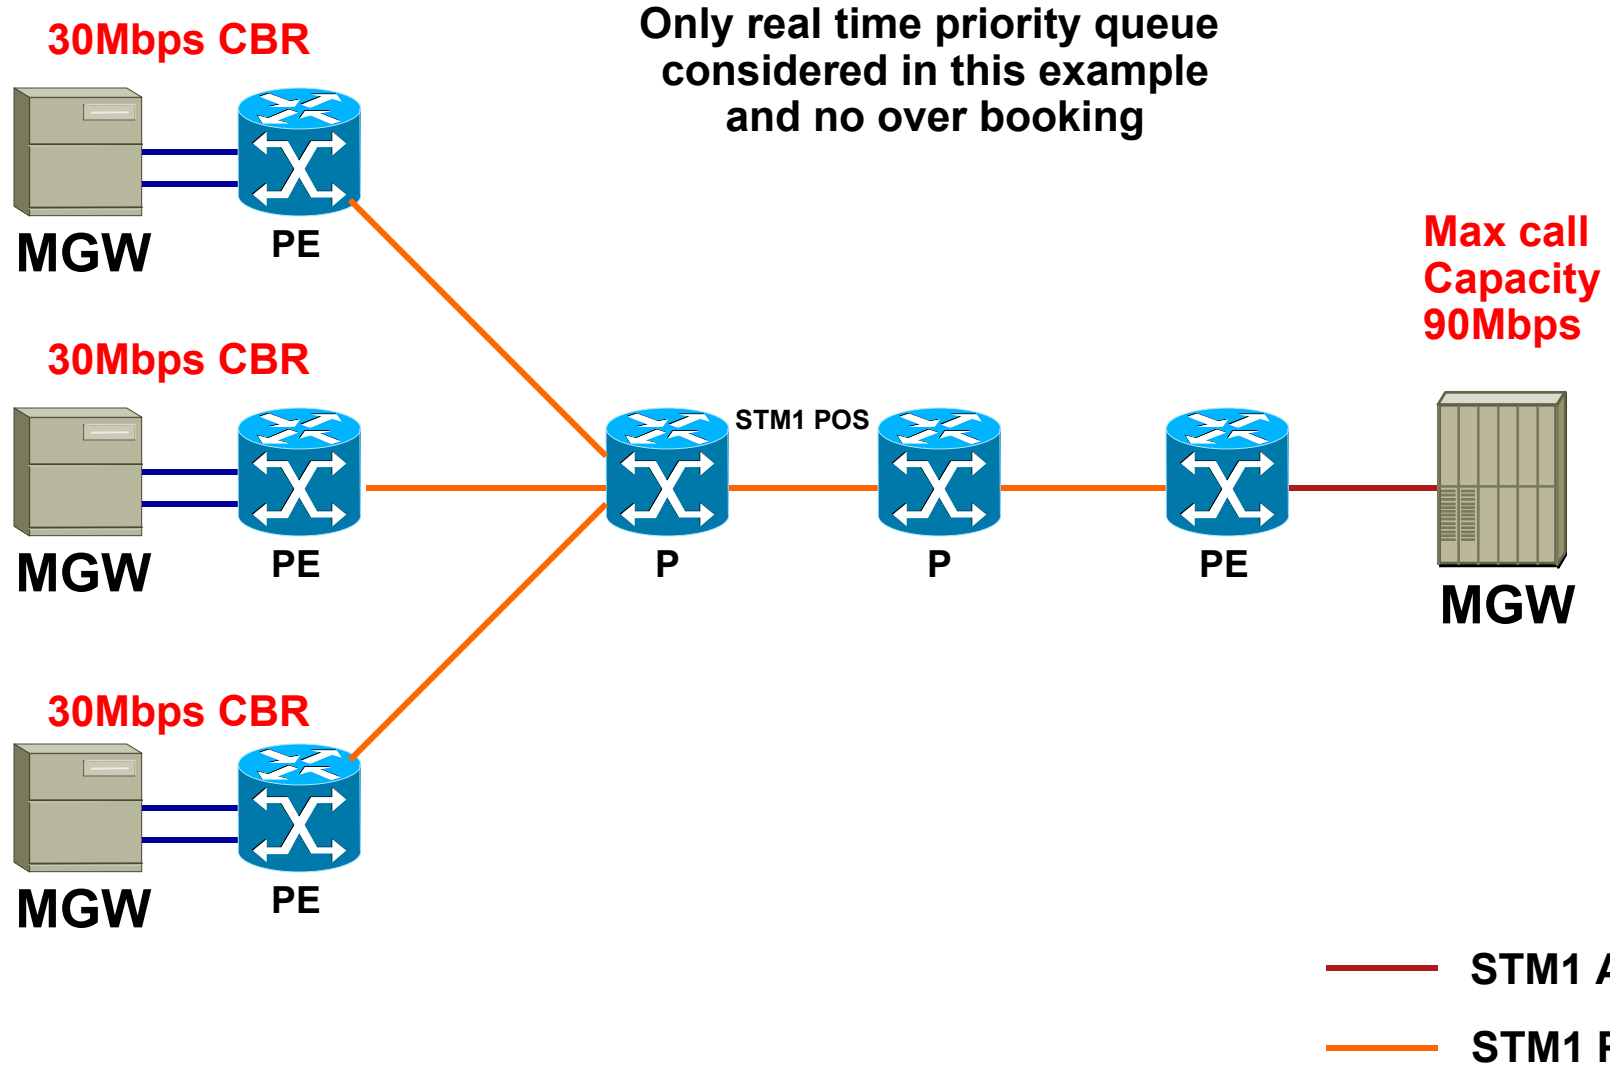 Only real time priority queue
considered in this example
and no over booking
30Mbps CBR
MGW
PE
Max call
Capacity
90Mbps
30Mbps CBR
MGW
PE
STM1 POS
P
P
PE
MGW
30Mbps CBR
MGW
PE
STM1
STM1